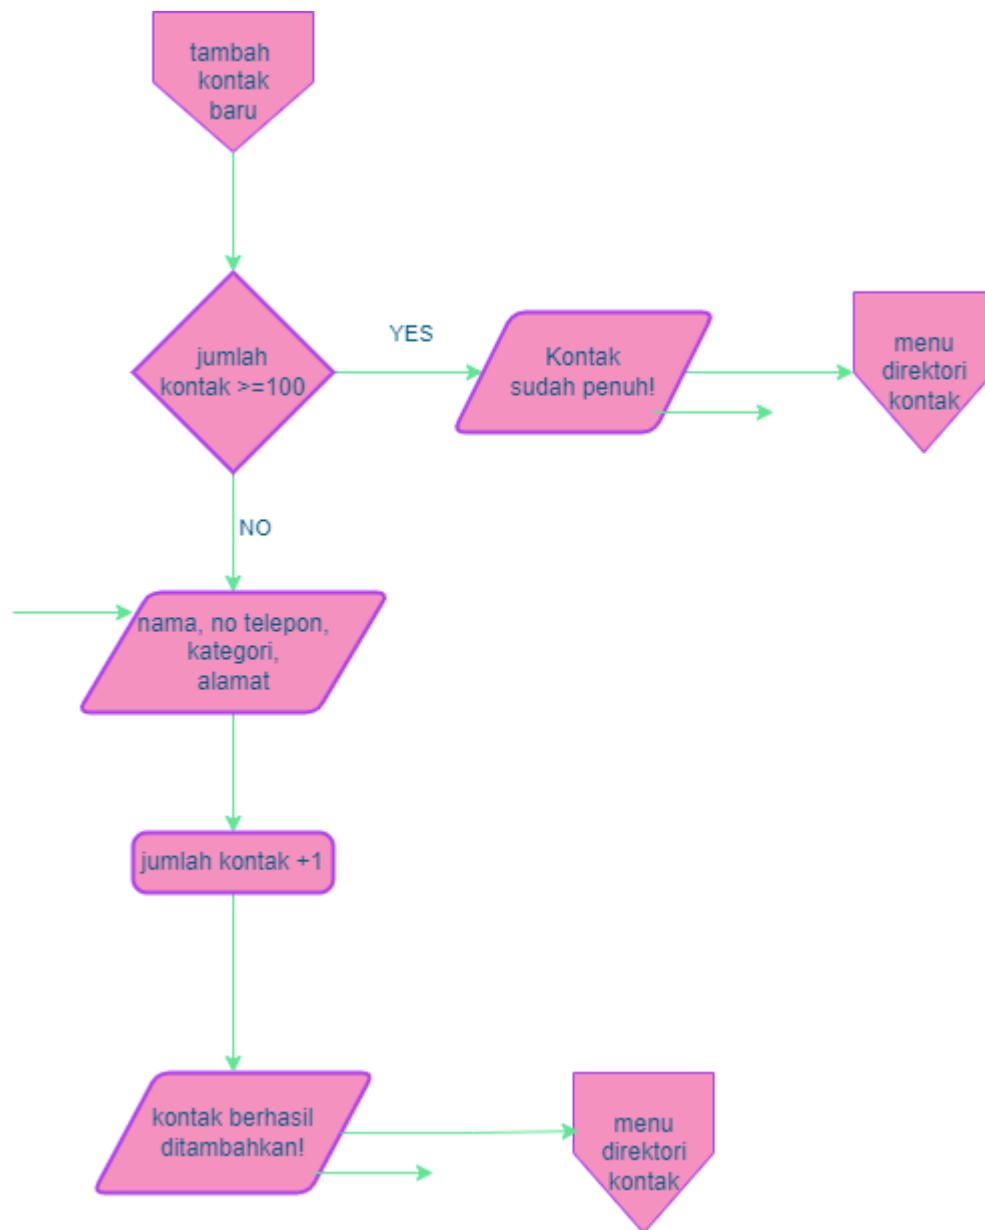 tambah
kontak
baru
jumlah
kontak >=100
YES
Kontak
sudah penuh!
menu
direktori
kontak
NO
nama, no telepon,
kategori,
alamat
jumlah kontak +1
kontak berhasil
ditambahkan!
menu
direktori
kontak